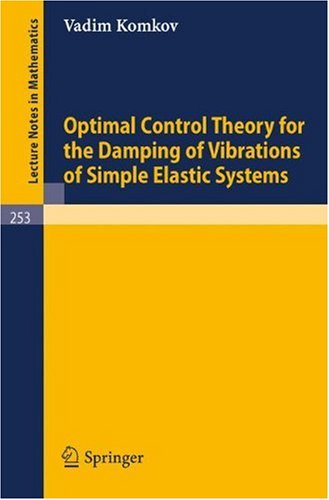 Vadim Komkov
Lecture Notes in Mathematics
Optimal Control Theory for
the Damping of Vibrations
of Simple Elastic Systems
253
Springer